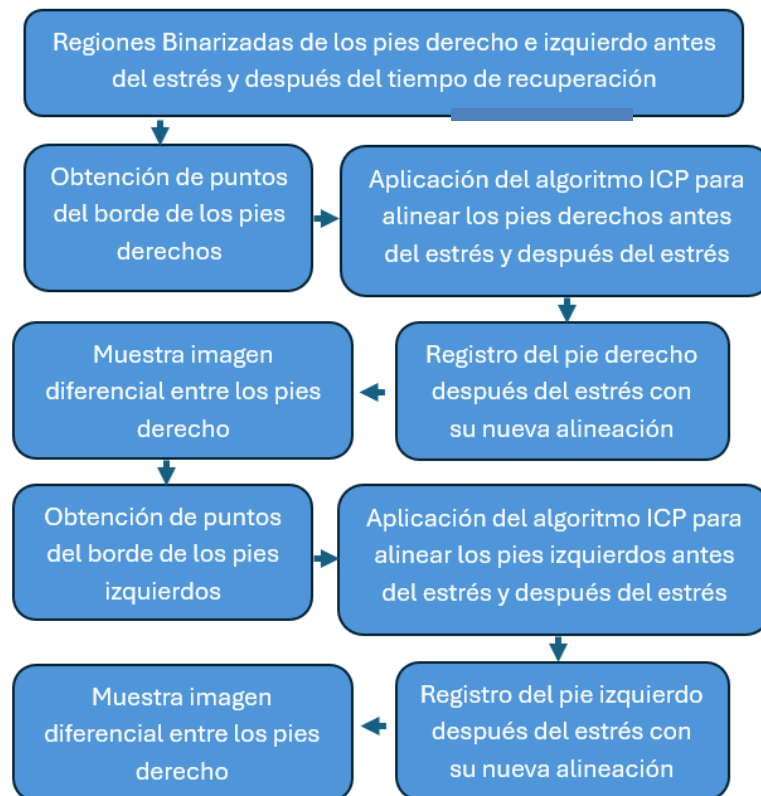 Regiones Binarizadas de los pies derecho e izquierdo antes
del estrés y después del tiempo de recuperación
Obtención de puntos
del borde de los pies
derechos
Aplicación del algoritmo ICP para
alinear los pies derechos antes
del estrés y después del estrés
Registro del pie derecho
después del estrés con
su nueva alineación
Muestra imagen
diferencial entre los pies
derecho
Obtención de puntos
del borde de los pies
izquierdos
Aplicación del algoritmo ICP para
alinear los pies izquierdos antes
del estrés y después del estrés
Registro del pie izquierdo
después del estrés con
su nueva alineación
Muestra imagen
diferencial entre los pies
derecho